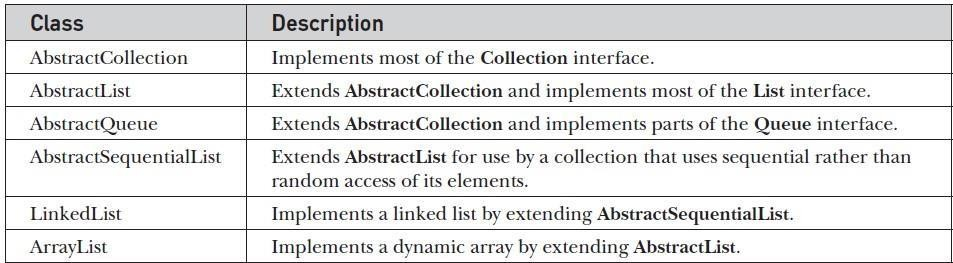 Class Description
AbstractCollection Implements most of the Collection interface.
AbstractList Extends AbstractCollection and implements most of the List interface.
AbstractQueue Extends AbstractCollection and implements parts of the Queue interface.
AbstractSequentialList Extends AbstractList for use by a collection that uses sequential rather than
random access of its elements.
LinkedList Implements a linked list by extending AbstractSequentialList.
ArrayList Implements a dynamic array by extending AbstractList.